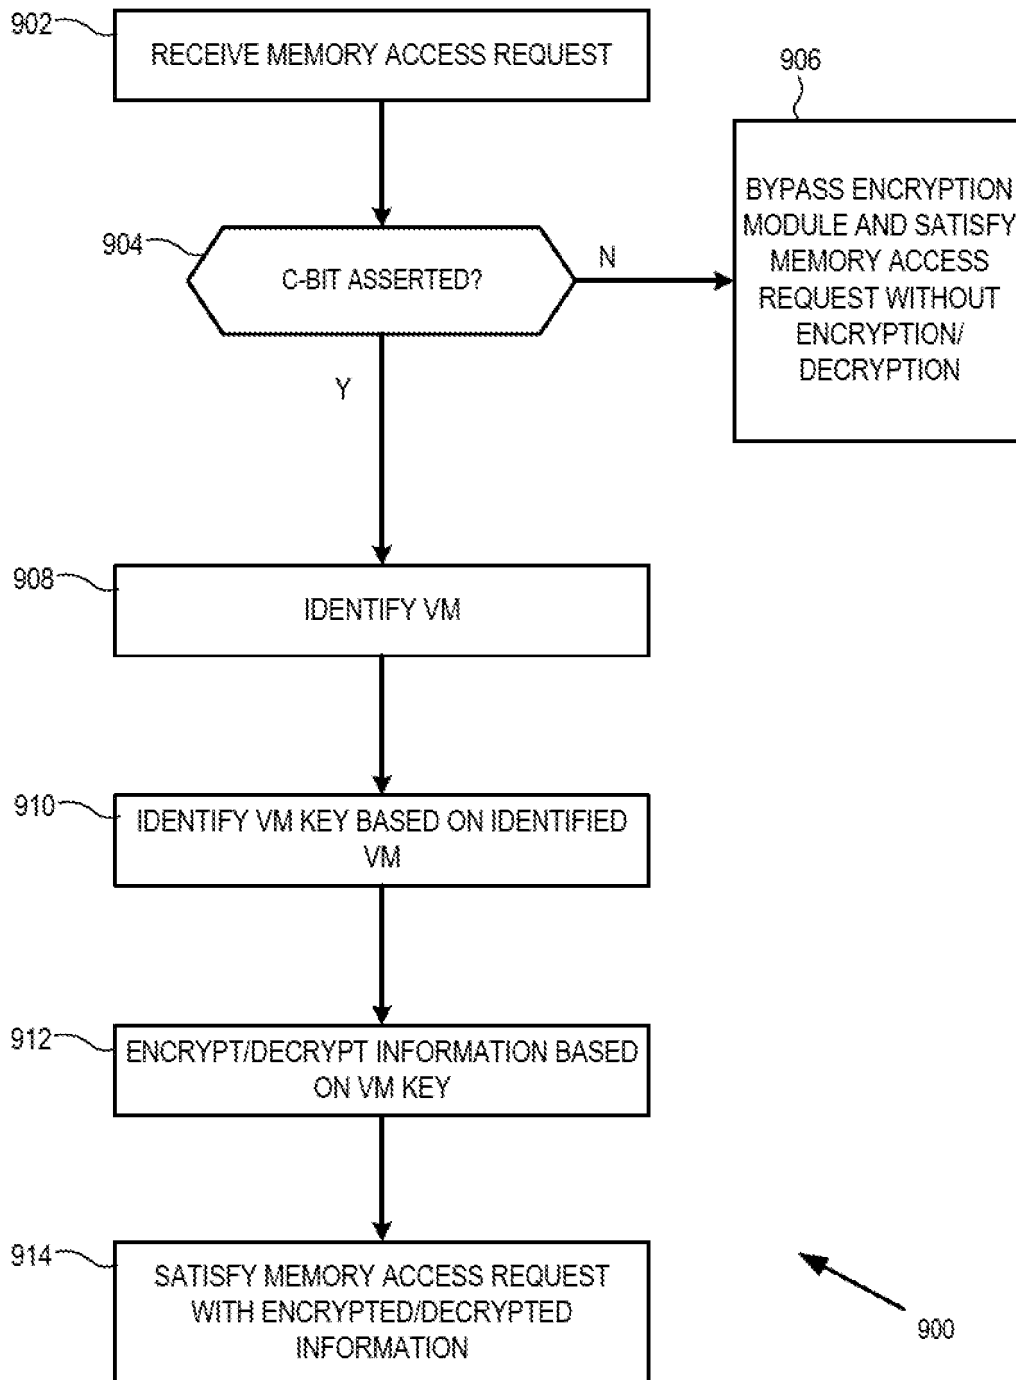 902
RECEIVE MEMORY ACCESS REQUEST
906
BYPASS ENCRYPTION
MODULE AND SATISFY
MEMORY ACCESS
REQUEST WITHOUT
ENCRYPTION/
DECRYPTION
904
C-BIT ASSERTED?
N
Y
908
IDENTIFY VM
910
IDENTIFY VM KEY BASED ON IDENTIFIED
VM
912
ENCRYPT/DECRYPT INFORMATION BASED
ON VM KEY
914
SATISFY MEMORY ACCESS REQUEST
WITH ENCRYPTED/DECRYPTED
INFORMATION
900